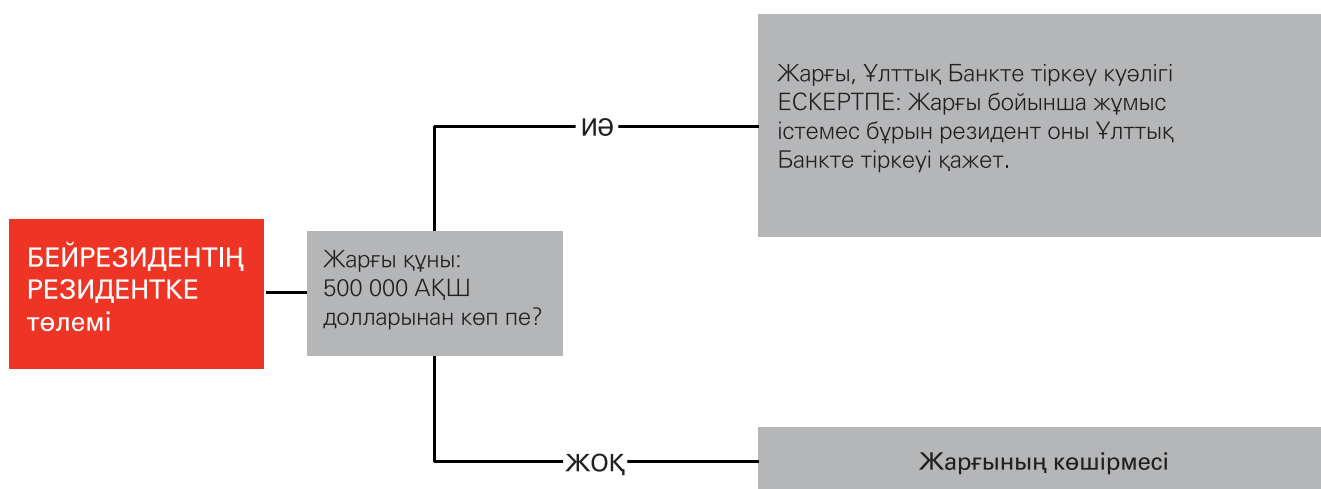 БЕЙРЕЗИДЕНТІҢ
РЕЗИДЕНТКЕ
төлемі
Жарғы құны:
500 000 АҚШ
долларынан көп пе?
ИӘ
Жарғы, Ұлттық Банкте тіркеу куәлігі
ЕСКЕРТПЕ: Жарғы бойынша жұмыс
істемес бұрын резидент оны Ұлттық
Банкте тіркеуі қажет.
ЖОҚ
Жарғының көшірмесі